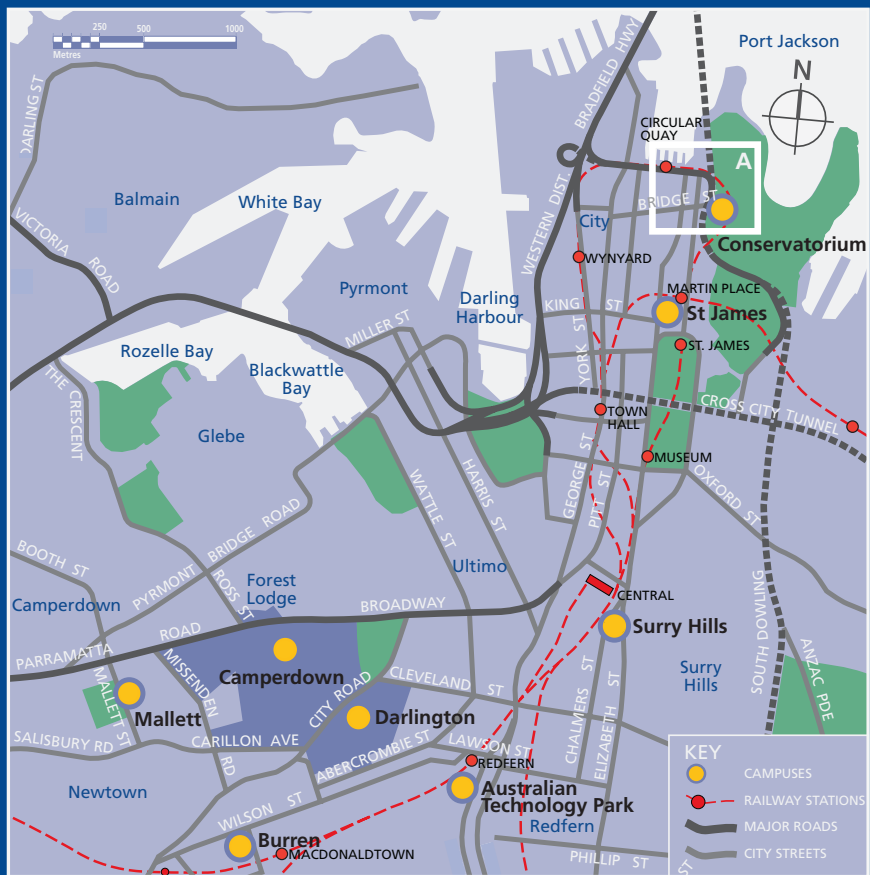 250
500
1000
Metres
Port Jackson
N
DARLING ST
BRADFIELD HWY
CIRCULAR
QUAY
A
BRIDGE ST
Balmain
White Bay
WESTERN DIST.
City
Conservatorium
VICTORIA
ROAD
WYNYARD
Pyrmont
Darling
Harbour
MARTIN PLACE
KING ST
St James
MILLER ST
YORK ST
ST. JAMES
Rozelle Bay
Blackwattle
Bay
THE CRESCENT
TOWN
HALL
CROSS CITY TUNNEL
Glebe
GEORGE ST
MUSEUM
WATTLE ST
HARRIS ST
PITT ST
OXFORD ST
PYRMONT BRIDGE ROAD
BOOTH ST
ROSS ST
Forest
Lodge
Ultimo
Camperdown
BROADWAY
CENTRAL
SOUTH DOWLING
PARRAMATTA ROAD
Surry Hills
MISSENDEN
RD
Camperdown
Surry
Hills
ANZAC PDE
MALLETT ST
Mallett
CITY ROAD
CLEVELAND ST
CHALMERS ST
ELIZABETH ST
Darlington
SALISBURY RD
CARILLON AVE
ABERCROMBIE ST
LAWSON ST
REDFERN
Newtown
Australian
Technology Park
WILSON ST
Redfern
Burren
MACDONALDTOWN
PHILLIP ST
ST
KEY
CAMPUSES
RAILWAY STATIONS
MAJOR ROADS
CITY STREETS